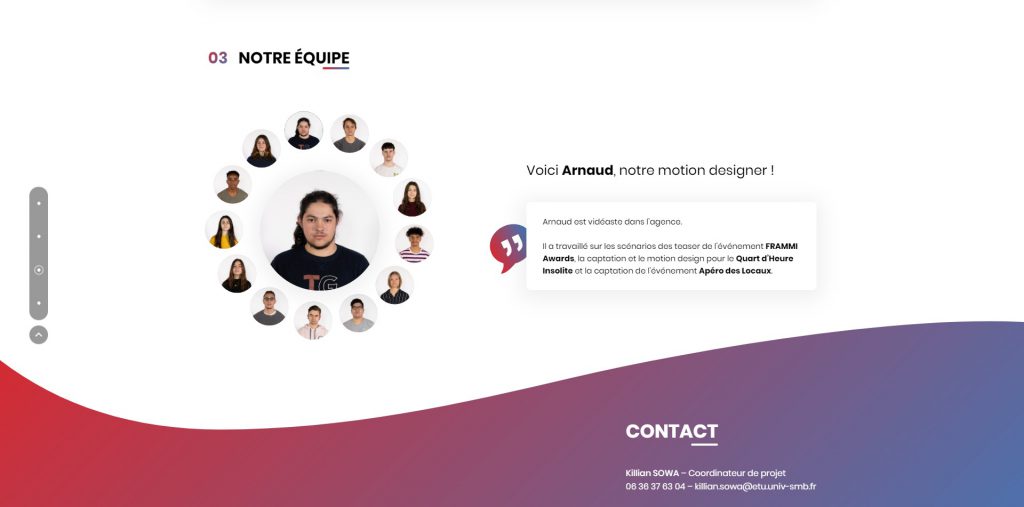 03 NOTRE ÉQUIPE
Voici Arnaud, notre motion designer !
Arnaud est vidéaste dans l'agence.
Il a travaillé sur les scénarios des teaser de l'événement FRAMMI
Awards, la captation et le motion design pour le Quart d'Heure
Insolite et la captation de l'événement Apéro des Locaux.
TG
CONTACT
Killian SOWA – Coordinateur de projet
06 36 37 63 04 – killian.sowa@etu.univ-smb.fr